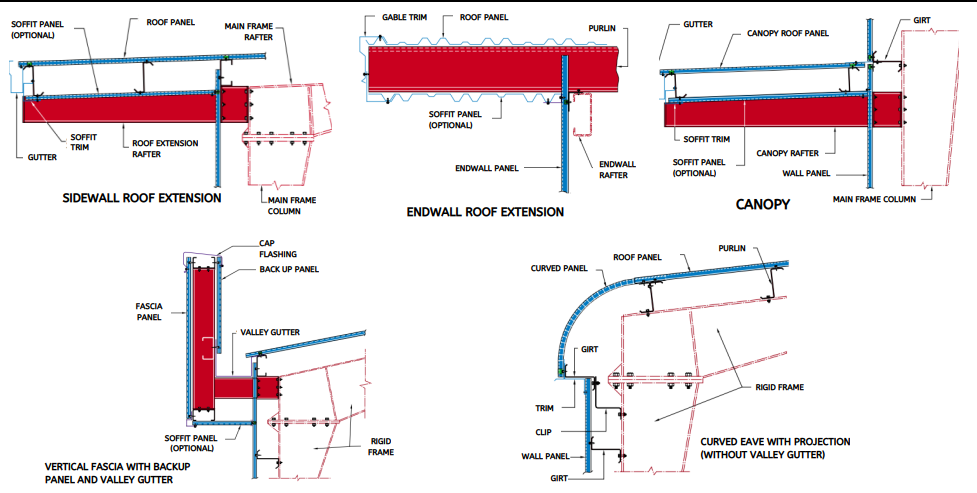 SOFFIT PANEL
(OPTIONAL)
ROOF PANEL
MAIN FRAME
RAFTER
GUTTER
SOFFIT
TRIM
ROOF EXTENSION
RAFTER
MAIN FRAME
COLUMN
SIDEWALL ROOF EXTENSION
GABLE TRIM
ROOF PANEL
PURLIN
SOFFIT PANEL
(OPTIONAL)
ENDWALL PANEL
ENDWALL
RAFTER
ENDWALL ROOF EXTENSION
GUTTER
CANOPY ROOF PANEL
GIRT
SOFFIT TRIM
SOFFIT PANEL
(OPTIONAL)
CANOPY RAFTER
WALL PANEL
MAIN FRAME COLUMN
CANOPY
CAP
FLASHING
BACK UP PANEL
FASCIA
PANEL
VALLEY GUTTER
SOFFIT PANEL
(OPTIONAL)
RIGID
FRAME
VERTICAL FASCIA WITH BACKUP
PANEL AND VALLEY GUTTER
PURLIN
ROOF PANEL
CURVED PANEL
GIRT
RIGID FRAME
TRIM
CLIP
WALL PANEL
GIRT
CURVED EAVE WITH PROJECTION
(WITHOUT VALLEY GUTTER)